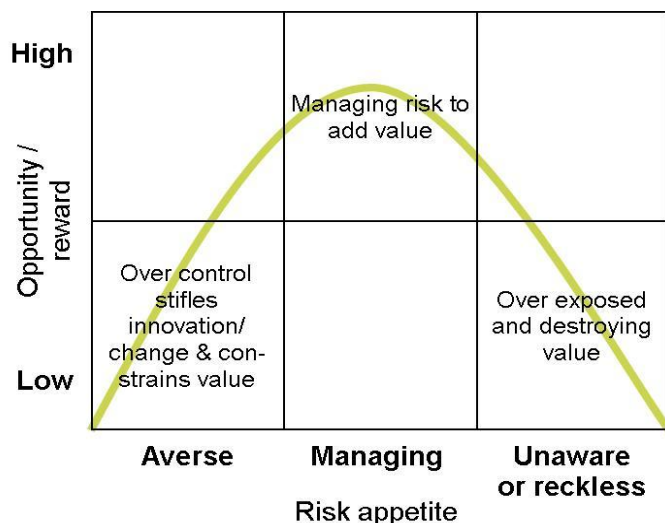 High
Opportunity /
reward
Low
Managing risk to
add value
Over control
stifles
innovation/
change & con-
strains value
Over exposed
and destroying
value
Averse
Managing
Unaware
or reckless
Risk appetite